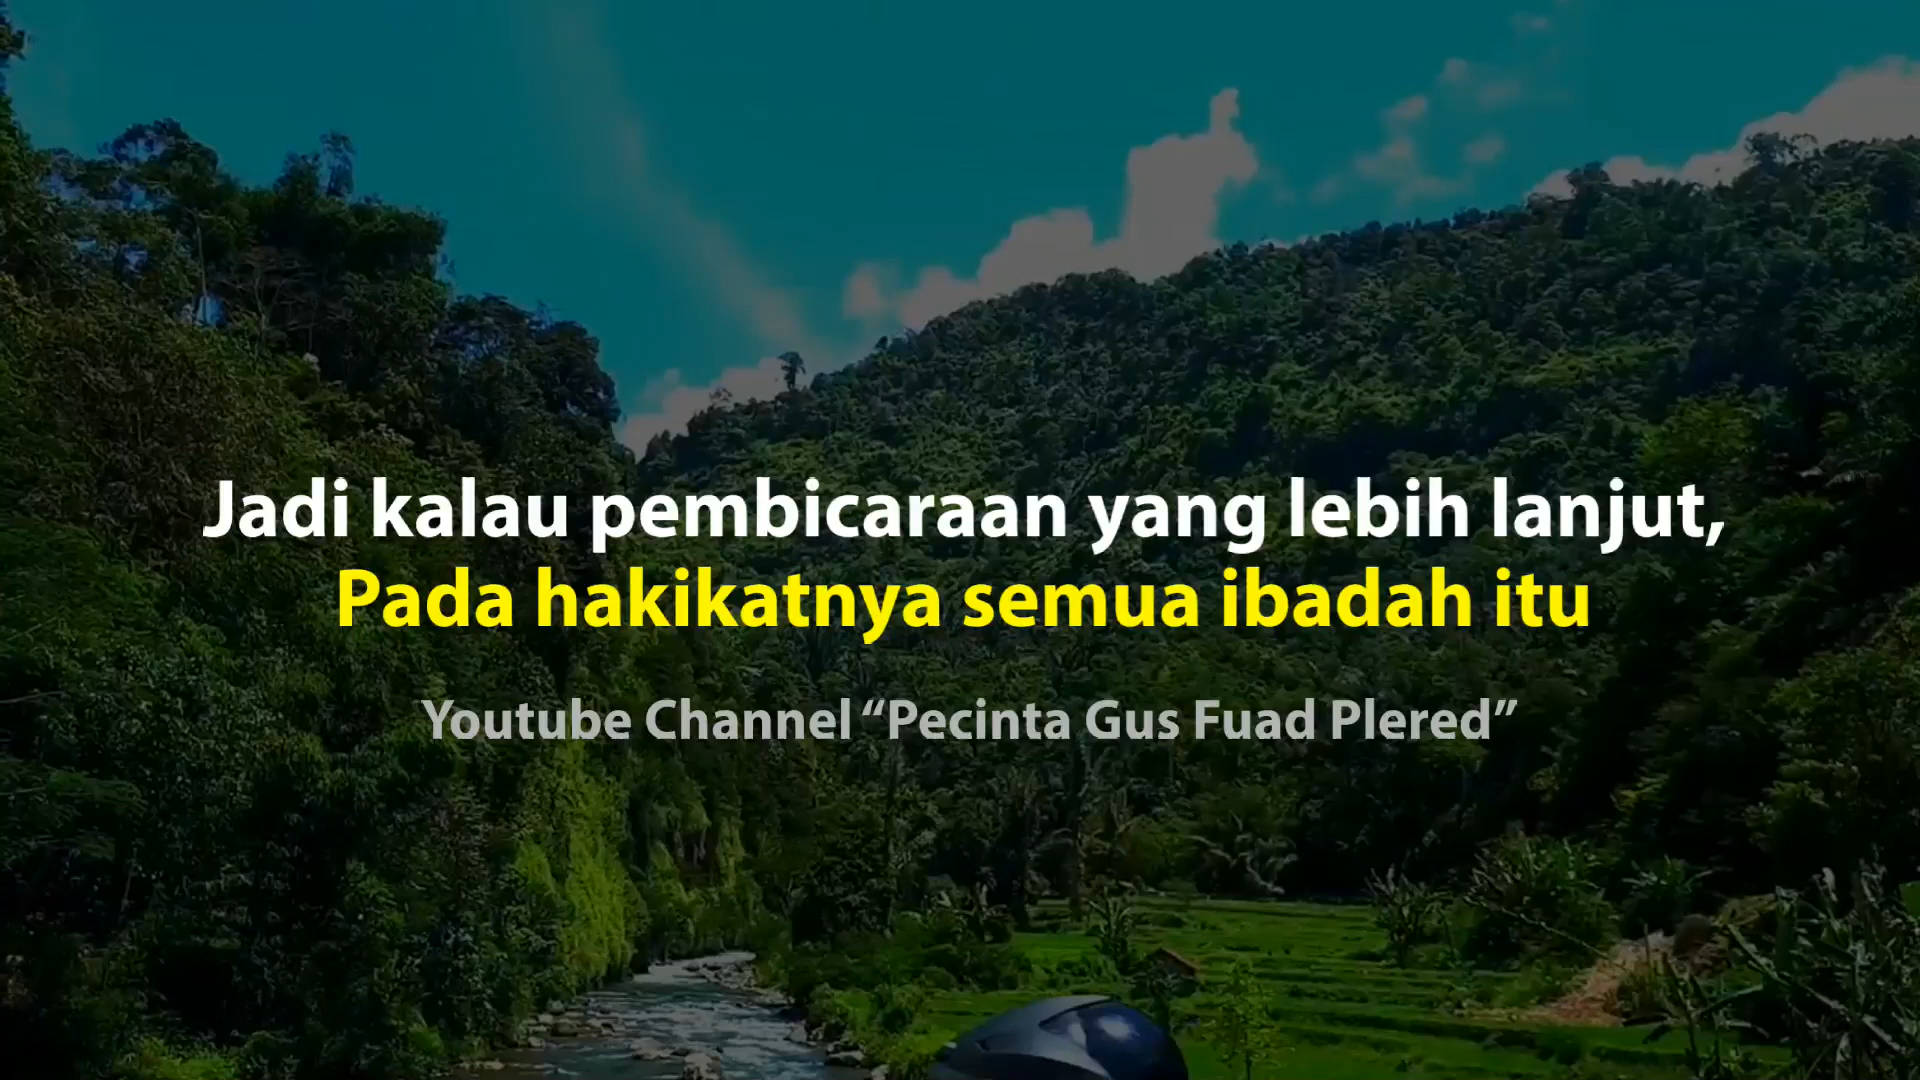 Jadi kalau pembicaraan yang lebih lanjut,
Pada hakikatnya semua ibadah itu
Youtube Channel “Pecinta Gus Fuad Plered”